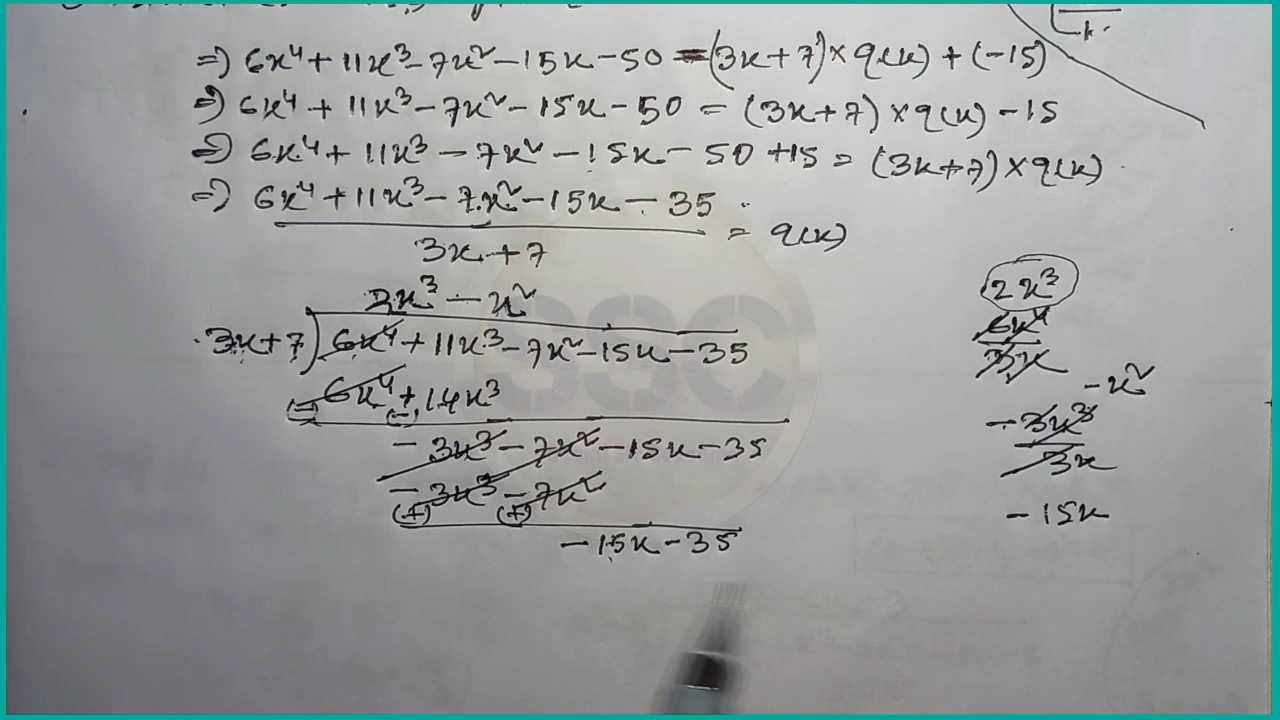 ⇒) 6x⁴ + 11x³ - 7x² - 15x - 50 = (3x + 7) × q(x) + (-15)
⇒) 6x⁴ + 11x³ - 7x² - 15x - 50 = (3x + 7) × q(x) - 15
⇒) 6x⁴ + 11x³ - 7x² - 15x - 50 + 15 = (3x + 7) × q(x)
⇒) 6x⁴ + 11x³ - 7x² - 15x - 35
= q(x)
3x + 7
2x³ - x²
3x + 7 ) 6x⁴ + 11x³ - 7x² - 15x - 35
6x⁴ + 14x³
(-) (-)
- 3x³ - 7x² - 15x - 35
- 3x³ - 7x²
(+) (+)
- 15x - 35
2x³
6x⁴
3x
- x²
- 3x³
3x
- 15x
SSC